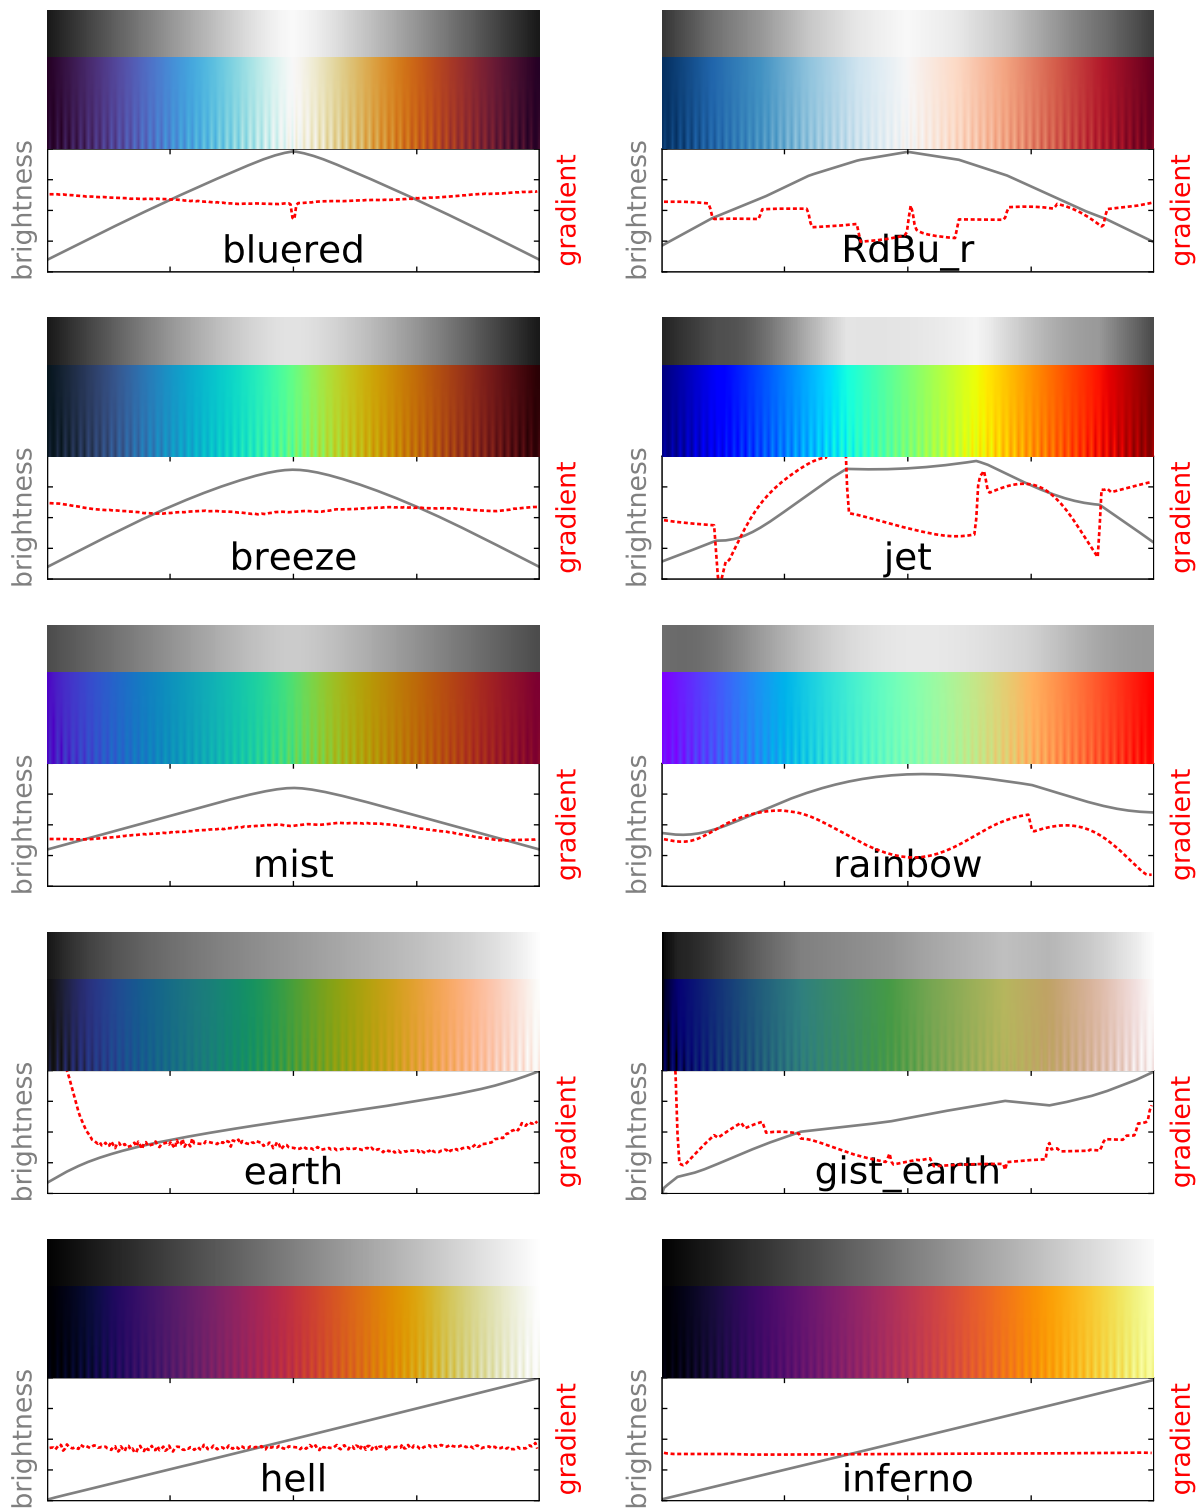 brightness
bluered
gradient
brightness
RdBu_r
gradient
brightness
breeze
gradient
brightness
jet
gradient
brightness
mist
gradient
brightness
rainbow
gradient
brightness
earth
gradient
brightness
gist_earth
gradient
brightness
hell
gradient
brightness
inferno
gradient